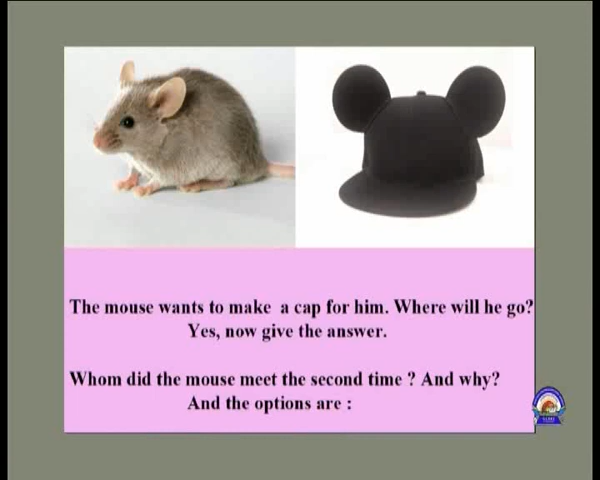 The mouse wants to make a cap for him. Where will he go?
Yes, now give the answer.
Whom did the mouse meet the second time ? And why?
And the options are :